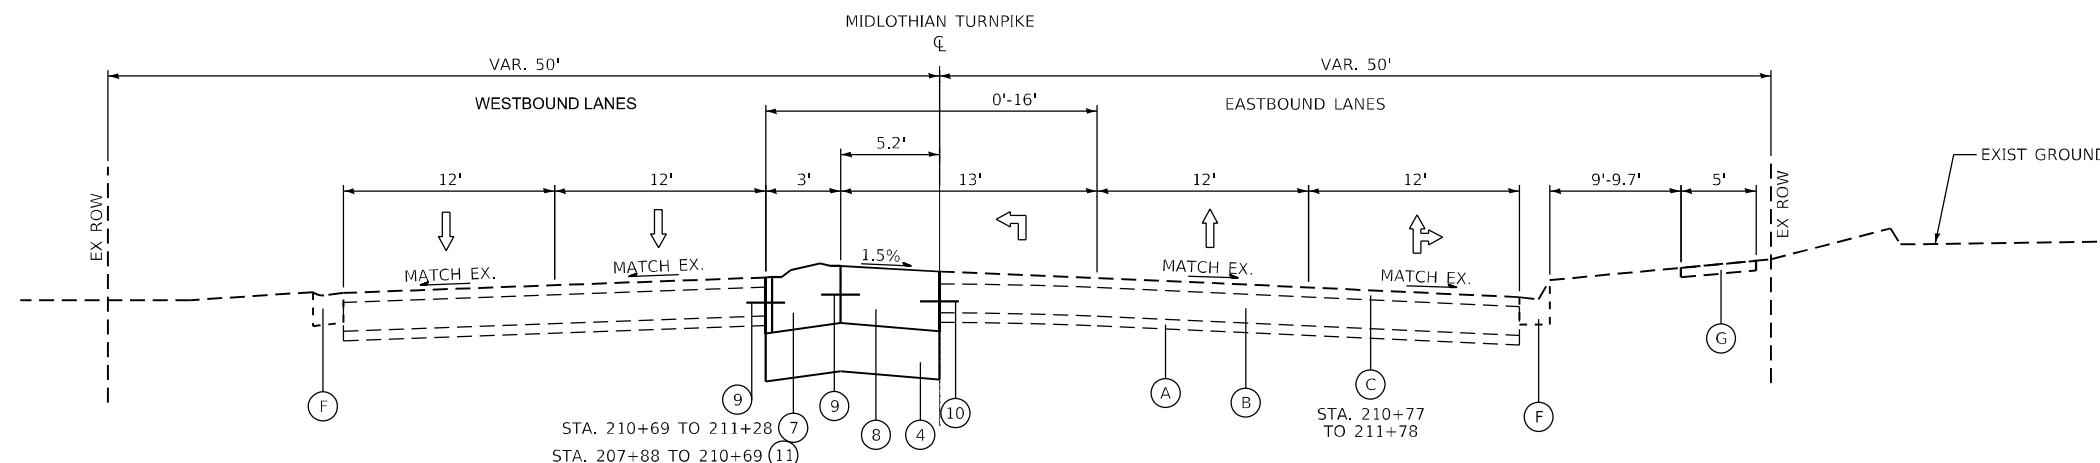 MIDLOTHIAN TURNPIKE
℄
VAR. 50'
VAR. 50'
WESTBOUND LANES
0'-16'
EASTBOUND LANES
5.2'
EXIST GROUND
12'
12'
3'
13'
12'
12'
9'-9.7'
5'
EX ROW
EX ROW
MATCH EX.
MATCH EX.
1.5%
MATCH EX.
MATCH EX.
G
F
9
9
10
A
B
C
F
STA. 210+69 TO 211+28
7
8
4
STA. 210+77
TO 211+78
STA. 207+88 TO 210+69
11